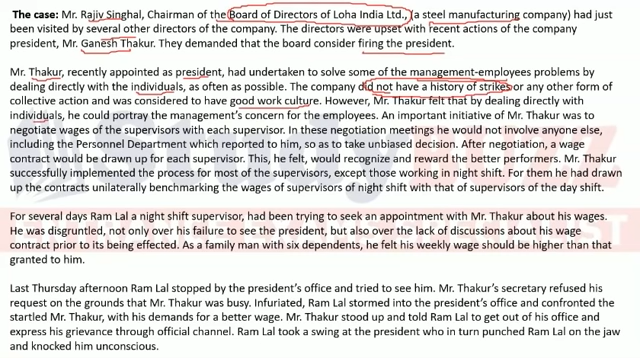 The case: Mr. Rajiv Singhal, Chairman of the Board of Directors of Loha India Ltd., (a steel manufacturing company) had just
been visited by several other directors of the company. The directors were upset with recent actions of the company
president, Mr. Ganesh Thakur. They demanded that the board consider firing the president.
Mr. Thakur, recently appointed as president, had undertaken to solve some of the management-employees problems by
dealing directly with the individuals, as often as possible. The company did not have a history of strikes or any other form of
collective action and was considered to have good work culture. However, Mr. Thakur felt that by dealing directly with
individuals, he could portray the management's concern for the employees. An important initiative of Mr. Thakur was to
negotiate wages of the supervisors with each supervisor. In these negotiation meetings he would not involve anyone else,
including the Personnel Department which reported to him, so as to take unbiased decision. After negotiation, a wage
contract would be drawn up for each supervisor. This, he felt, would recognize and reward the better performers. Mr. Thakur
successfully implemented the process for most of the supervisors, except those working in night shift. For them he had drawn
up the contracts unilaterally benchmarking the wages of supervisors of night shift with that of supervisors of the day shift.
For several days Ram Lal a night shift supervisor, had been trying to seek an appointment with Mr. Thakur about his wages.
He was disgruntled, not only over his failure to see the president, but also over the lack of discussions about his wage
contract prior to its being effected. As a family man with six dependents, he felt his weekly wage should be higher than that
granted to him.
Last Thursday afternoon Ram Lal stopped by the president's office and tried to see him. Mr. Thakur's secretary refused his
request on the grounds that Mr. Thakur was busy. Infuriated, Ram Lal stormed into the president's office and confronted the
startled Mr. Thakur, with his demands for a better wage. Mr. Thakur stood up and told Ram Lal to get out of his office and
express his grievance through official channel. Ram Lal took a swing at the president who in turn punched Ram Lal on the jaw
and knocked him unconscious.